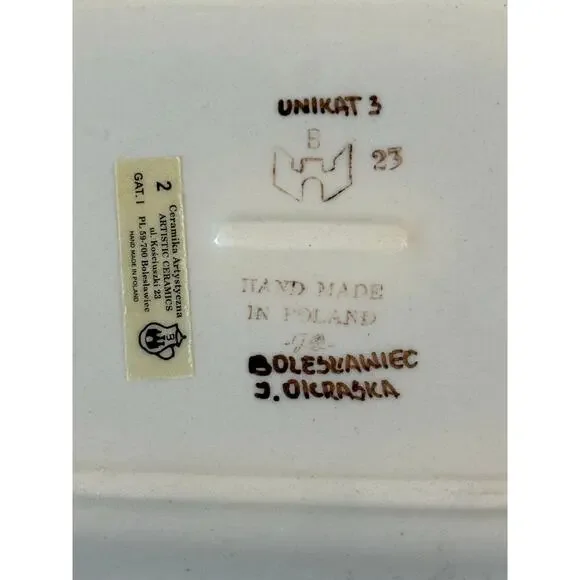 UNIKAT 3
B
23
HAND MADE
IN POLAND
BOLESŁAWIEC
J. OKRASKA
2
GAT. I
Ceramika Artystyczna
ARTISTIC CERAMICS
ul. Kościuszki 23
PL 59-700 Bolesławiec
HAND MADE IN POLAND
B